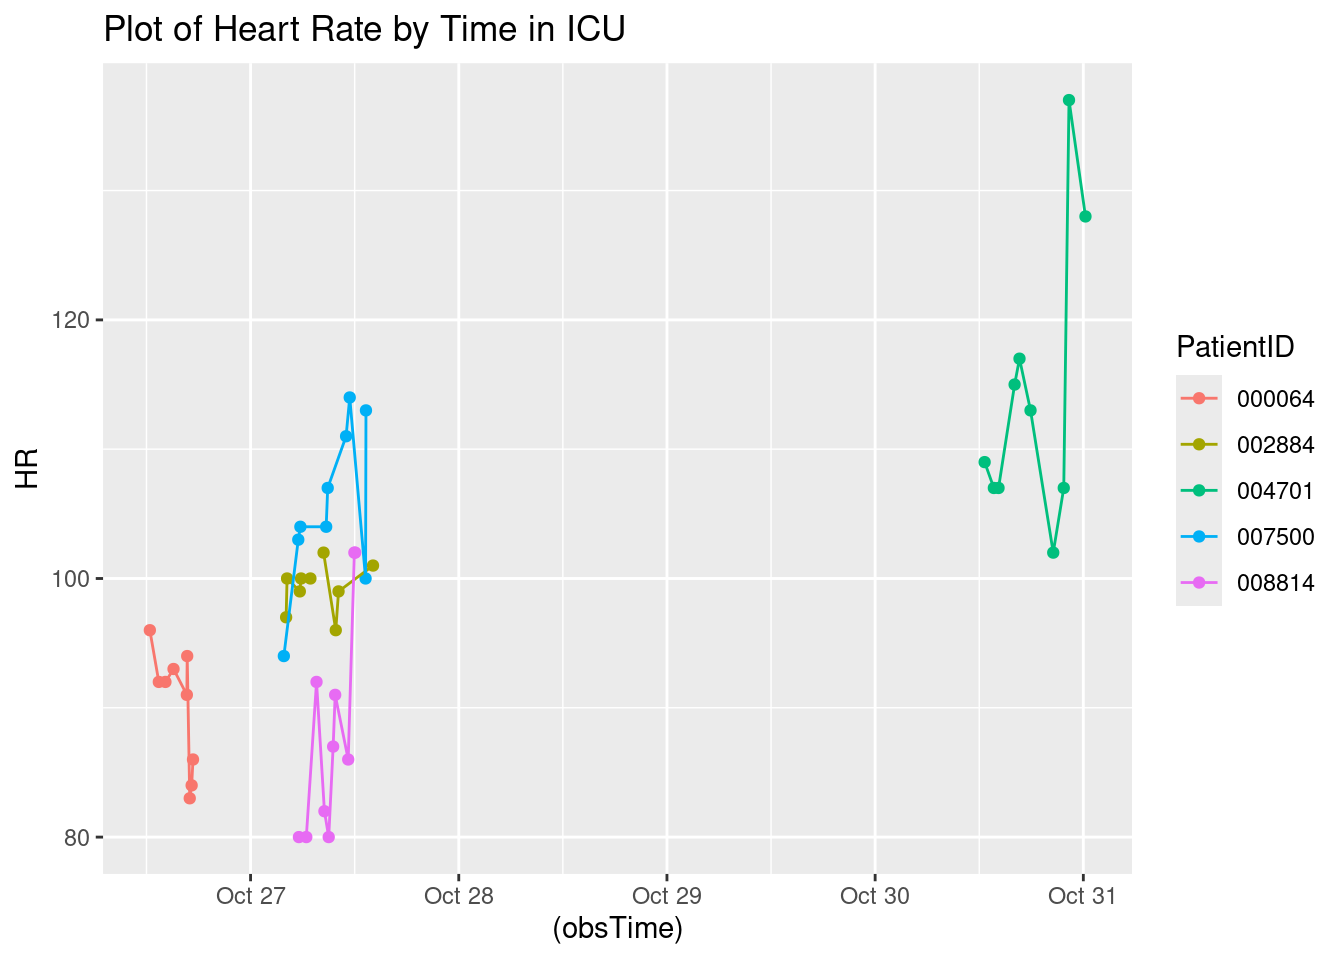 Plot of Heart Rate by Time in ICU
HR
120
100
80
Oct 27
Oct 28
Oct 29
Oct 30
Oct 31
(obsTime)
PatientID
000064
002884
004701
007500
008814